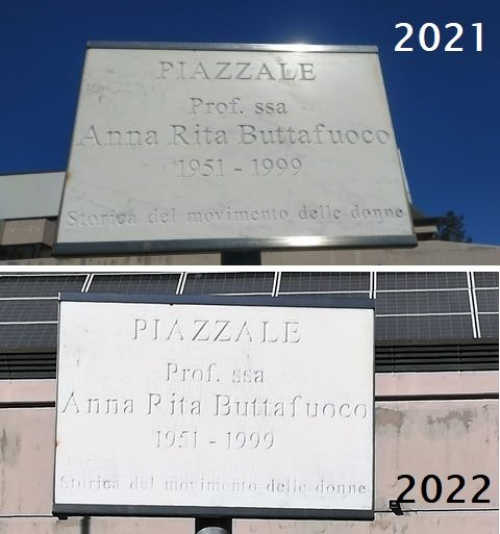 2021
PIAZZALE
Prof. ssa
Anna Rita Buttafuoco
1951 - 1999
Storica del movimento delle donne
PIAZZALE
Prof. ssa
Anna Rita Buttafuoco
1951 - 1999
Storica del movimento delle donne
2022